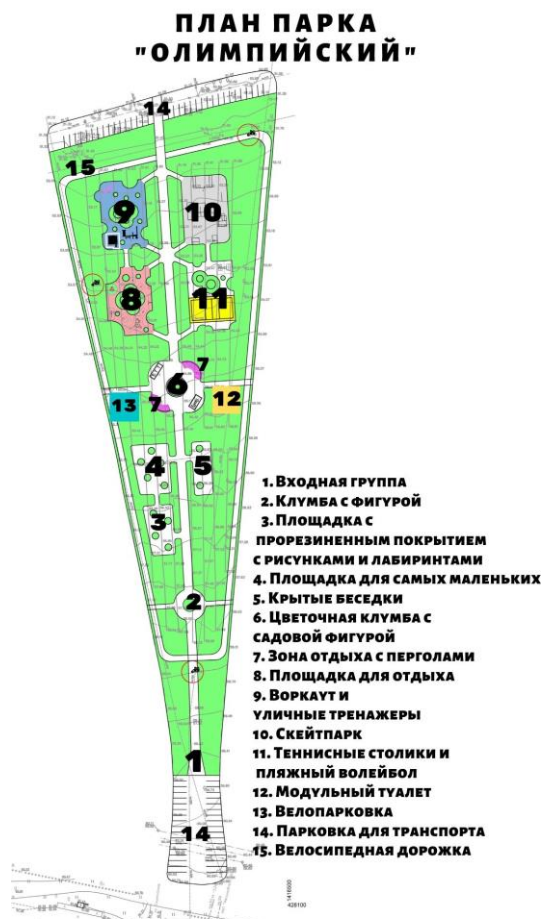 ПЛАН ПАРКА
"ОЛИМПИЙСКИЙ"
14
15
9
10
8
11
7
6
7
13
12
4
5
3
2
1
14
1. ВХОДНАЯ ГРУППА
2. КЛУМБА С ФИГУРОЙ
3. ПЛОЩАДКА С
ПРОРЕЗИНЕННЫМ ПОКРЫТИЕМ
С РИСУНКАМИ И ЛАБИРИНТАМИ
4. ПЛОЩАДКА ДЛЯ САМЫХ МАЛЕНЬКИХ
5. КРЫТЫЕ БЕСЕДКИ
6. ЦВЕТОЧНАЯ КЛУМБА С
САДОВОЙ ФИГУРОЙ
7. ЗОНА ОТДЫХА С ПЕРГОЛАМИ
8. ПЛОЩАДКА ДЛЯ ОТДЫХА
9. ВОРКАУТ И
УЛИЧНЫЕ ТРЕНАЖЕРЫ
10. СКЕЙТПАРК
11. ТЕННИСНЫЕ СТОЛИКИ И
ПЛЯЖНЫЙ ВОЛЕЙБОЛ
12. МОДУЛЬНЫЙ ТУАЛЕТ
13. ВЕЛОПАРКОВКА
14. ПАРКОВКА ДЛЯ ТРАНСПОРТА
15. ВЕЛОСИПЕДНАЯ ДОРОЖКА